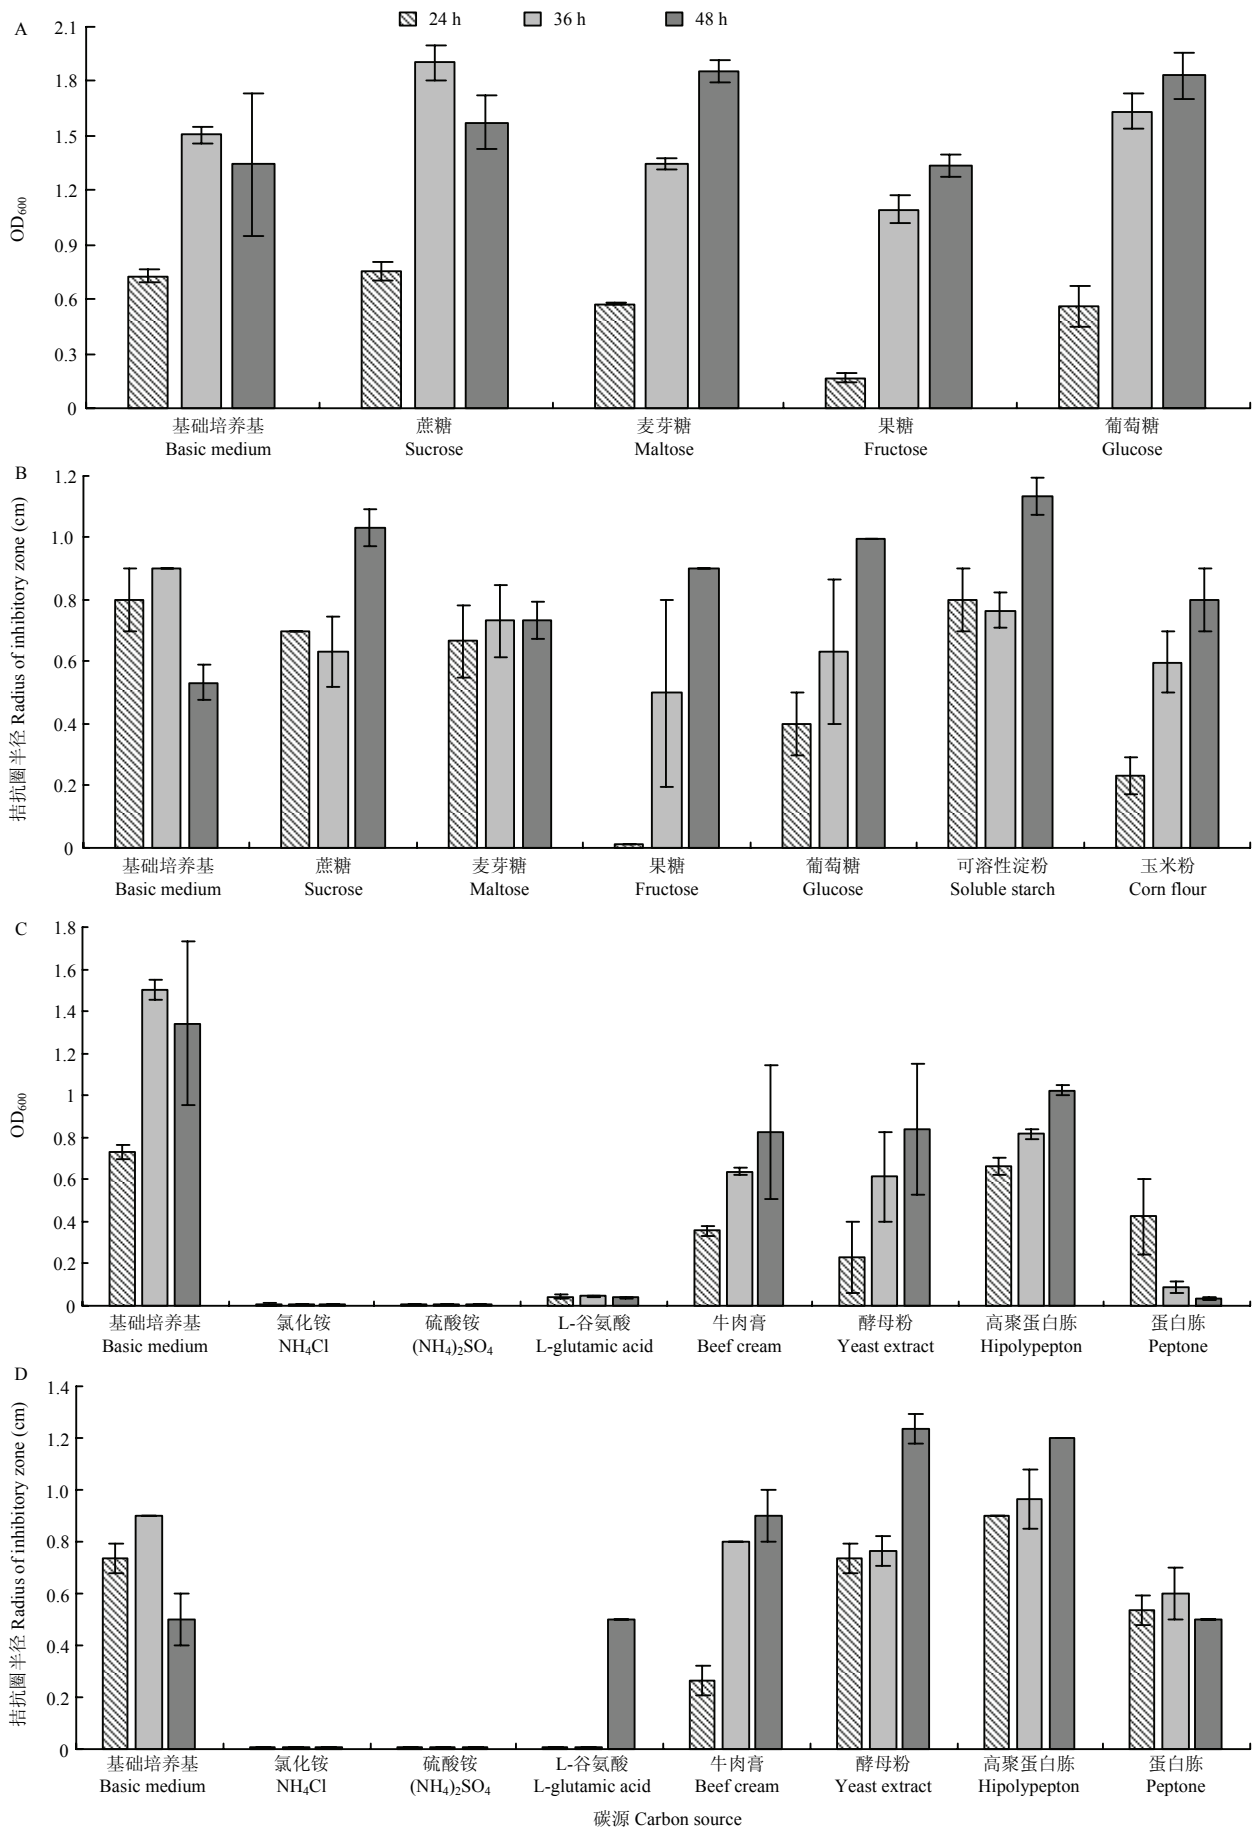 24 h 36 h 48 h
A
2.1
1.8
1.5
1.2
0.9
0.6
0.3
0
OD600
基础培养基 蔗糖 麦芽糖 果糖 葡萄糖
Basic medium Sucrose Maltose Fructose Glucose
B
1.2
1.0
0.8
0.6
0.4
0.2
0
拮抗圈半径 Radius of inhibitory zone (cm)
基础培养基 蔗糖 麦芽糖 果糖 葡萄糖 可溶性淀粉 玉米粉
Basic medium Sucrose Maltose Fructose Glucose Soluble starch Corn flour
C
1.8
1.6
1.4
1.2
1
0.8
0.6
0.4
0.2
0
OD600
基础培养基 氯化铵 硫酸铵 L-谷氨酸 牛肉膏 酵母粉 高聚蛋白胨 蛋白胨
Basic medium NH4Cl (NH4)2SO4 L-glutamic acid Beef cream Yeast extract Hipolypepton Peptone
D
1.4
1.2
1.0
0.8
0.6
0.4
0.2
0
拮抗圈半径 Radius of inhibitory zone (cm)
基础培养基 氯化铵 硫酸铵 L-谷氨酸 牛肉膏 酵母粉 高聚蛋白胨 蛋白胨
Basic medium NH4Cl (NH4)2SO4 L-glutamic acid Beef cream Yeast extract Hipolypepton Peptone
碳源 Carbon source